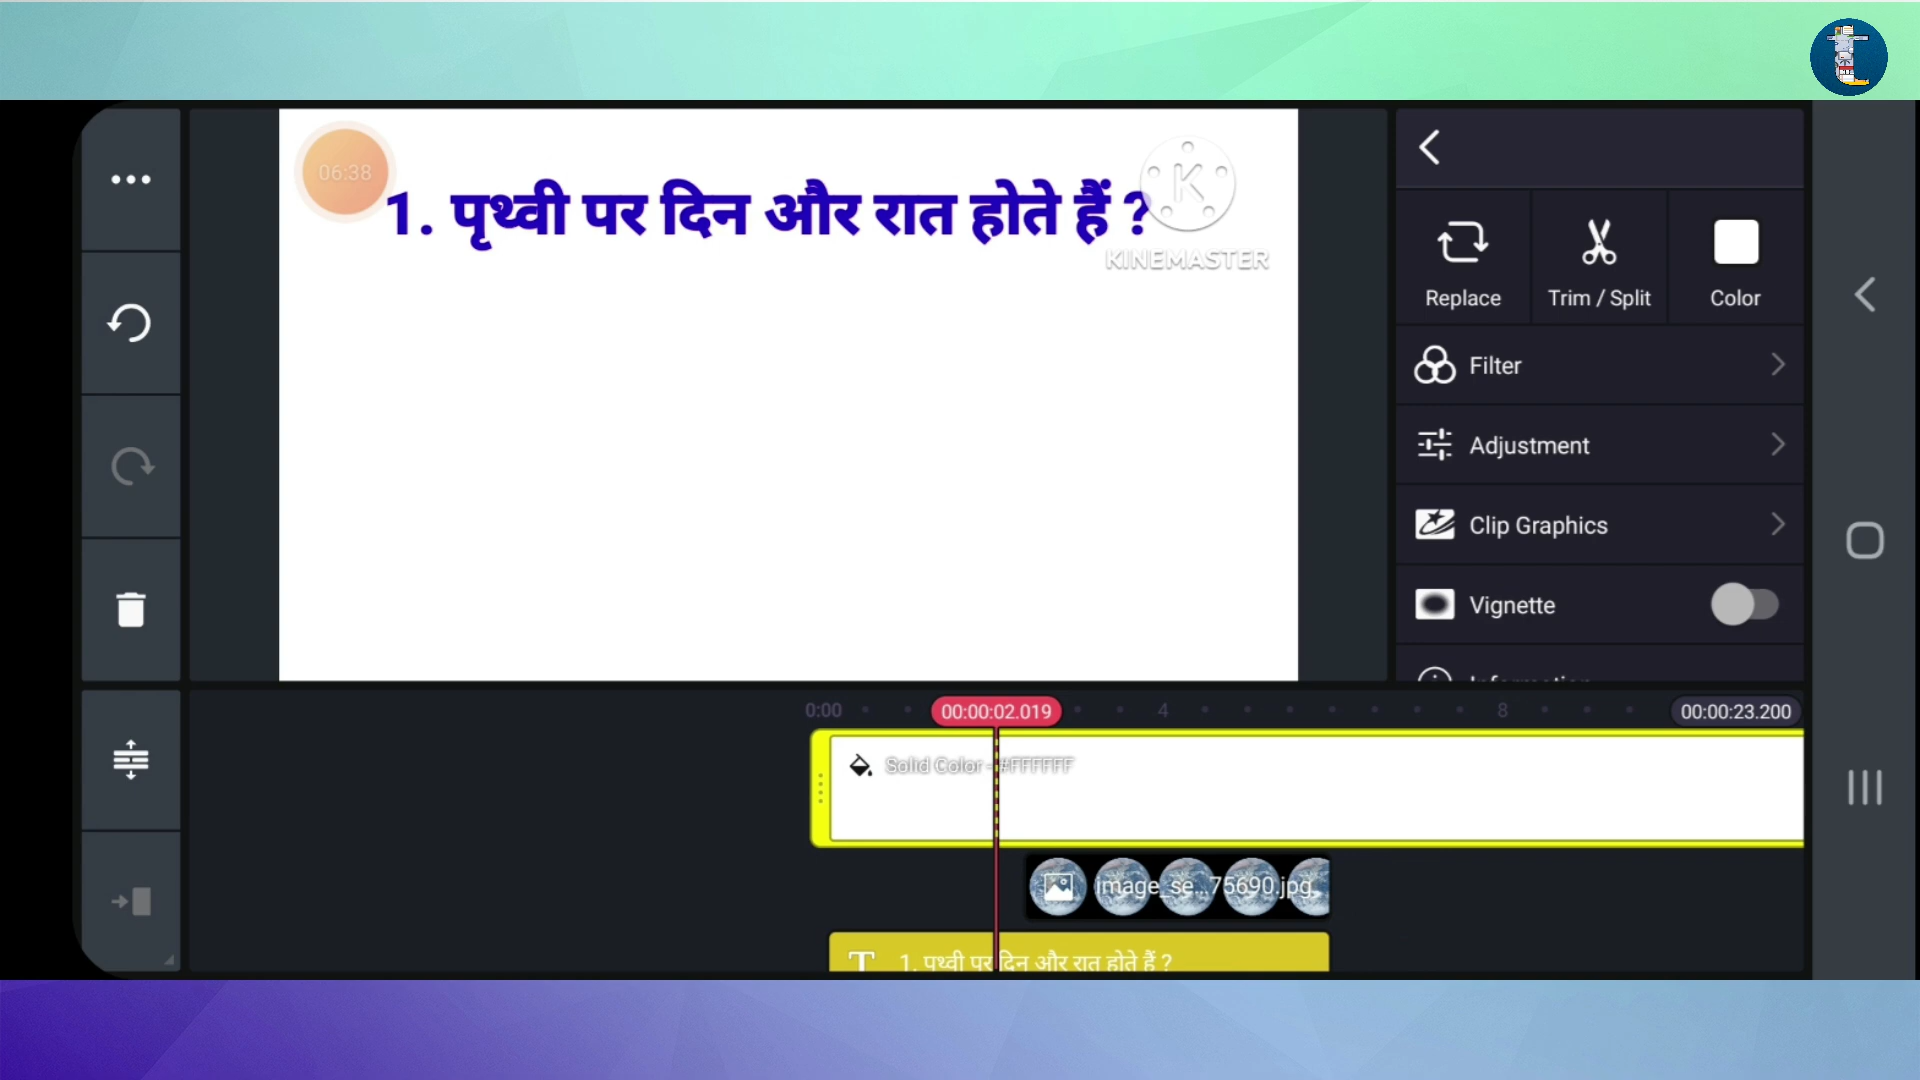 06:38
1. पृथ्वी पर दिन और रात होते हैं ?
KINEMASTER
Replace
Trim / Split
Color
Filter
Adjustment
Clip Graphics
Vignette
Information
0:00
00:00:02.019
4
8
00:00:23.200
Solid Color - #FFFFFF
image_se...75690.jpg
1. पृथ्वी पर दिन और रात होते हैं ?